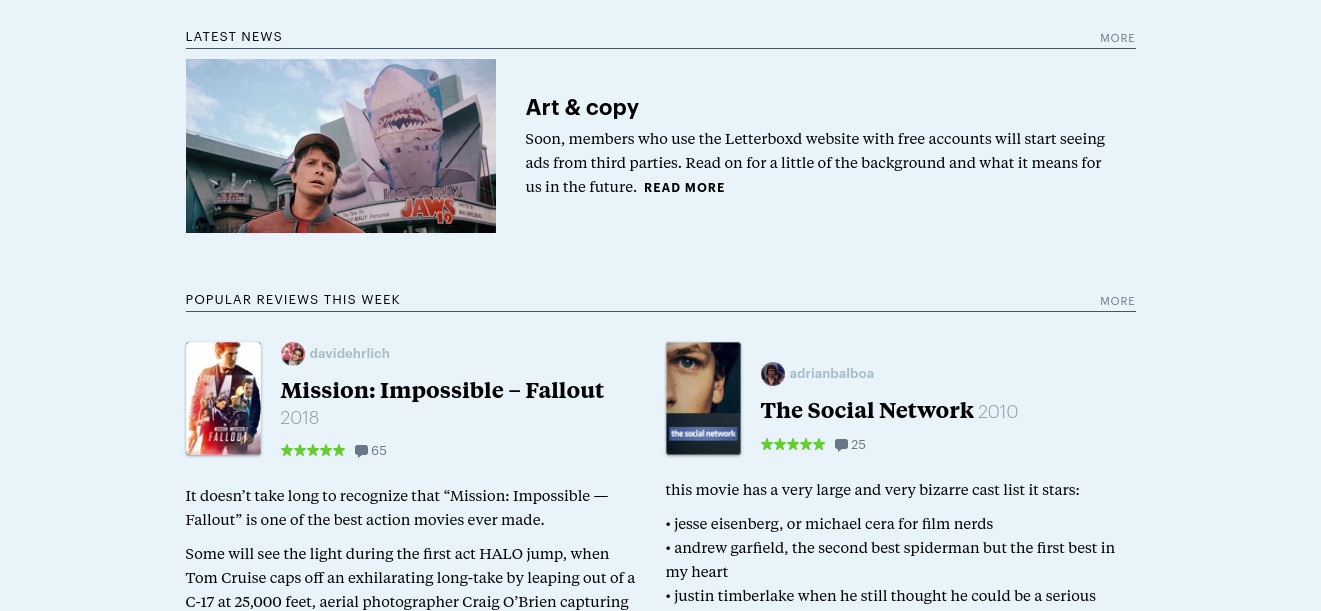 LATEST NEWS
MORE
JAWS
Art & copy
Soon, members who use the Letterboxd website with free accounts will start seeing
ads from third parties. Read on for a little of the background and what it means for
us in the future. READ MORE
POPULAR REVIEWS THIS WEEK
MORE
FALLOUT
davidehrlich
Mission: Impossible – Fallout
2018
65
It doesn’t take long to recognize that “Mission: Impossible —
Fallout” is one of the best action movies ever made.
Some will see the light during the first act HALO jump, when
Tom Cruise caps off an exhilarating long-take by leaping out of a
C-17 at 25,000 feet, aerial photographer Craig O’Brien capturing
the social network
adrianbalboa
The Social Network 2010
25
this movie has a very large and very bizarre cast list it stars:
• jesse eisenberg, or michael cera for film nerds
• andrew garfield, the second best spiderman but the first best in
my heart
• justin timberlake when he still thought he could be a serious